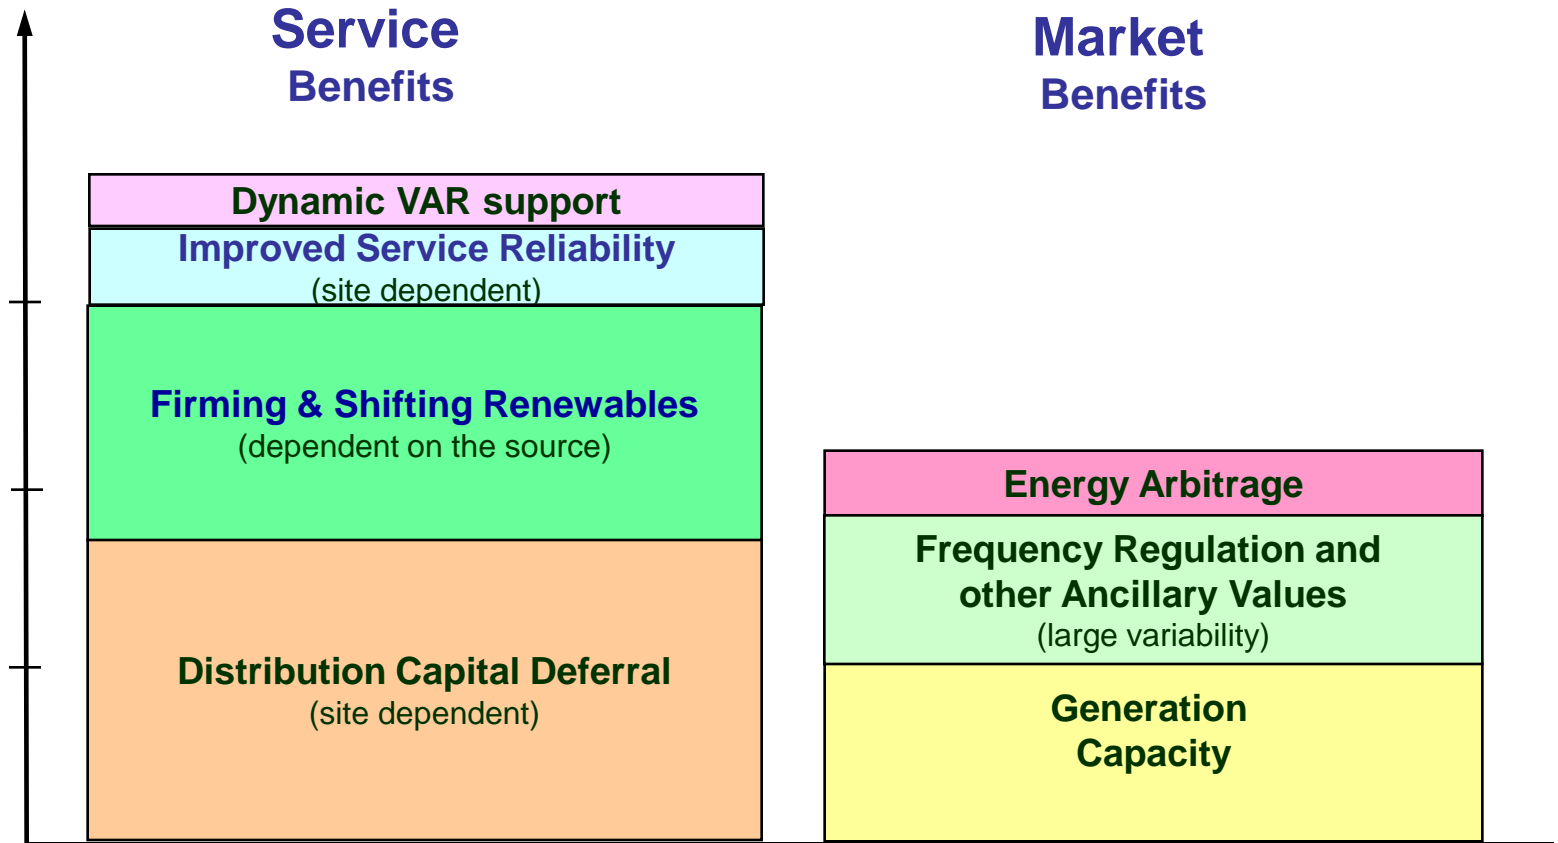 Service
Benefits
Dynamic VAR support
Improved Service Reliability
(site dependent)
Firming & Shifting Renewables
(dependent on the source)
Distribution Capital Deferral
(site dependent)
Market
Benefits
Energy Arbitrage
Frequency Regulation and
other Ancillary Values
(large variability)
Generation
Capacity